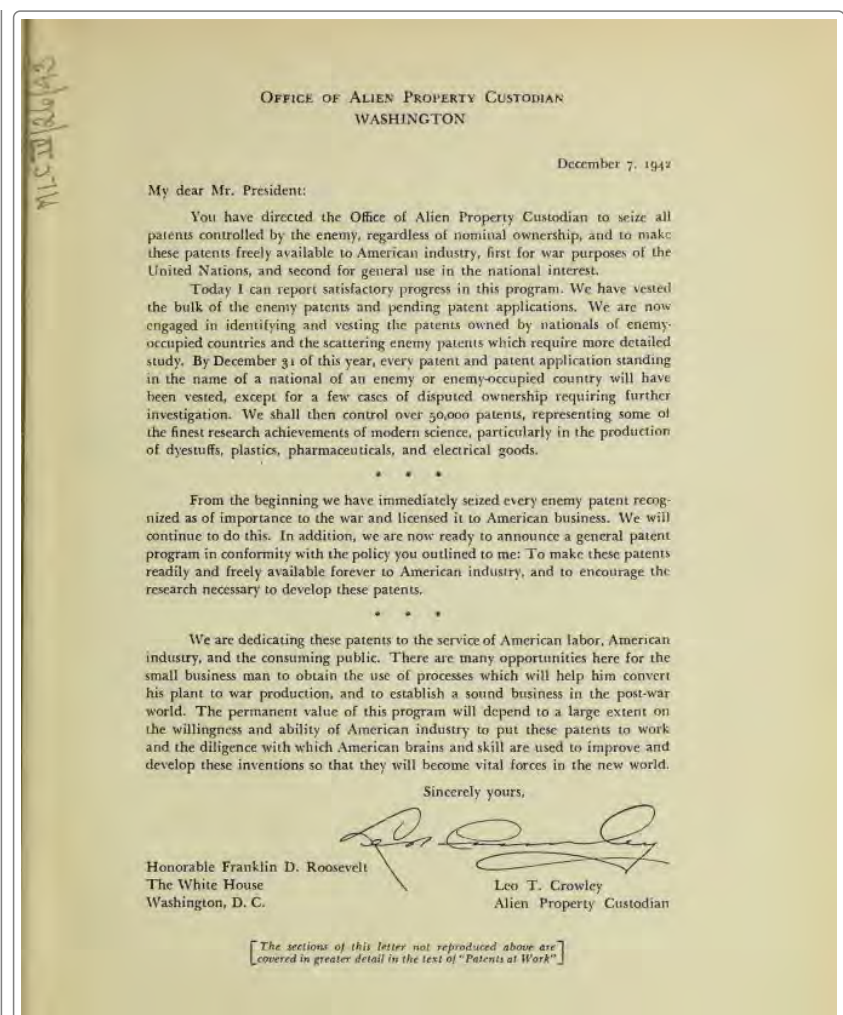 OFFICE OF ALIEN PROPERTY CUSTODIAN
WASHINGTON
December 7, 1942
My dear Mr. President:
You have directed the Office of Alien Property Custodian to seize all
patents controlled by the enemy, regardless of nominal ownership, and to make
these patents freely available to American industry, first for war purposes of the
United Nations, and second for general use in the national interest.
Today I can report satisfactory progress in this program. We have vested
the bulk of the enemy patents and pending patent applications. We are now
engaged in identifying and vesting the patents owned by nationals of enemy-
occupied countries and the scattering enemy patents which require more detailed
study. By December 31 of this year, every patent and patent application standing
in the name of a national of an enemy or enemy-occupied country will have
been vested, except for a few cases of disputed ownership requiring further
investigation. We shall then control over 50,000 patents, representing some of
the finest research achievements of modern science, particularly in the production
of dyestuffs, plastics, pharmaceuticals, and electrical goods.
* * *
From the beginning we have immediately seized every enemy patent recog-
nized as of importance to the war and licensed it to American business. We will
continue to do this. In addition, we are now ready to announce a general patent
program in conformity with the policy you outlined to me: To make these patents
readily and freely available forever to American industry, and to encourage the
research necessary to develop these patents.
* * *
We are dedicating these patents to the service of American labor, American
industry, and the consuming public. There are many opportunities here for the
small business man to obtain the use of processes which will help him convert
his plant to war production, and to establish a sound business in the post-war
world. The permanent value of this program will depend to a large extent on
the willingness and ability of American industry to put these patents to work
and the diligence with which American brains and skill are used to improve and
develop these inventions so that they will become vital forces in the new world.
Sincerely yours,
Honorable Franklin D. Roosevelt
The White House
Washington, D. C.
Leo T. Crowley
Alien Property Custodian
[The sections of this letter not reproduced above are
covered in greater detail in the text of "Patents at Work"]